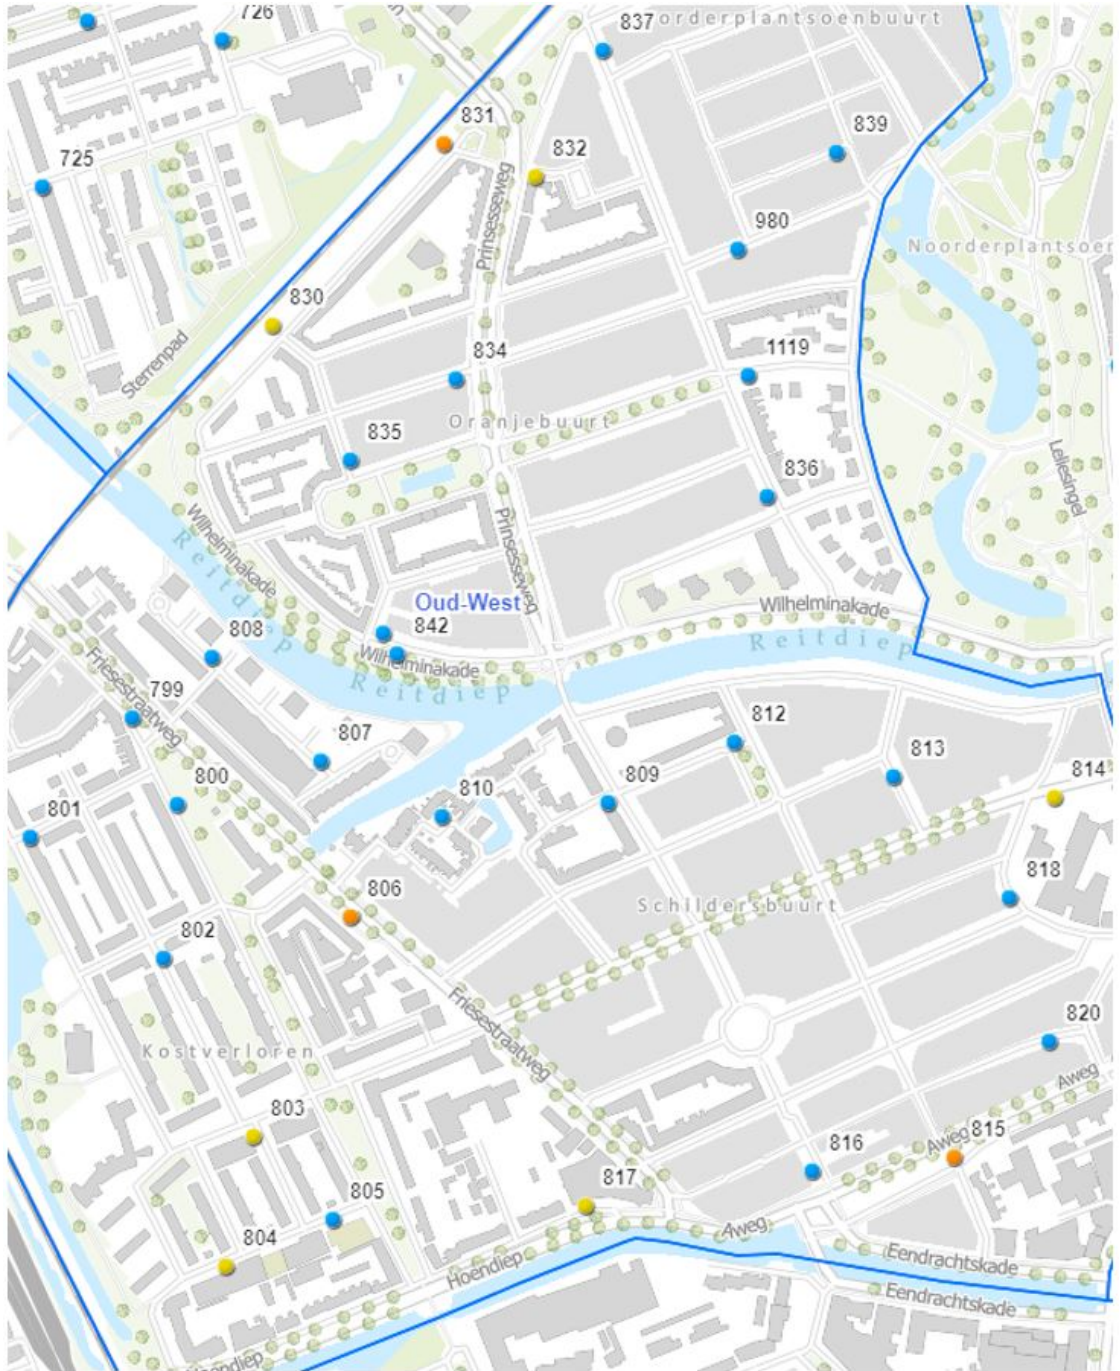 726
837
orderplantsoenbuurt
831
839
832
725
Prinsesseweg
980
Noorderplantsoen
830
Sterrenpad
834
1119
Oranjebuurt
835
836
Leliesingel
Wilhelminakade
Prinsesseweg
Reitdiep
Oud-West
Wilhelminakade
842
808
Reitdiep
Wilhelminakade
Reitdiep
Friesestraatweg
799
812
807
813
800
809
814
810
801
818
806
Schildersbuurt
802
Friesestraatweg
820
Kostverloren
Aweg
803
Aweg
815
816
817
805
Aweg
804
Hoendiep
Eendrachtskade
Eendrachtskade
Hoendiep